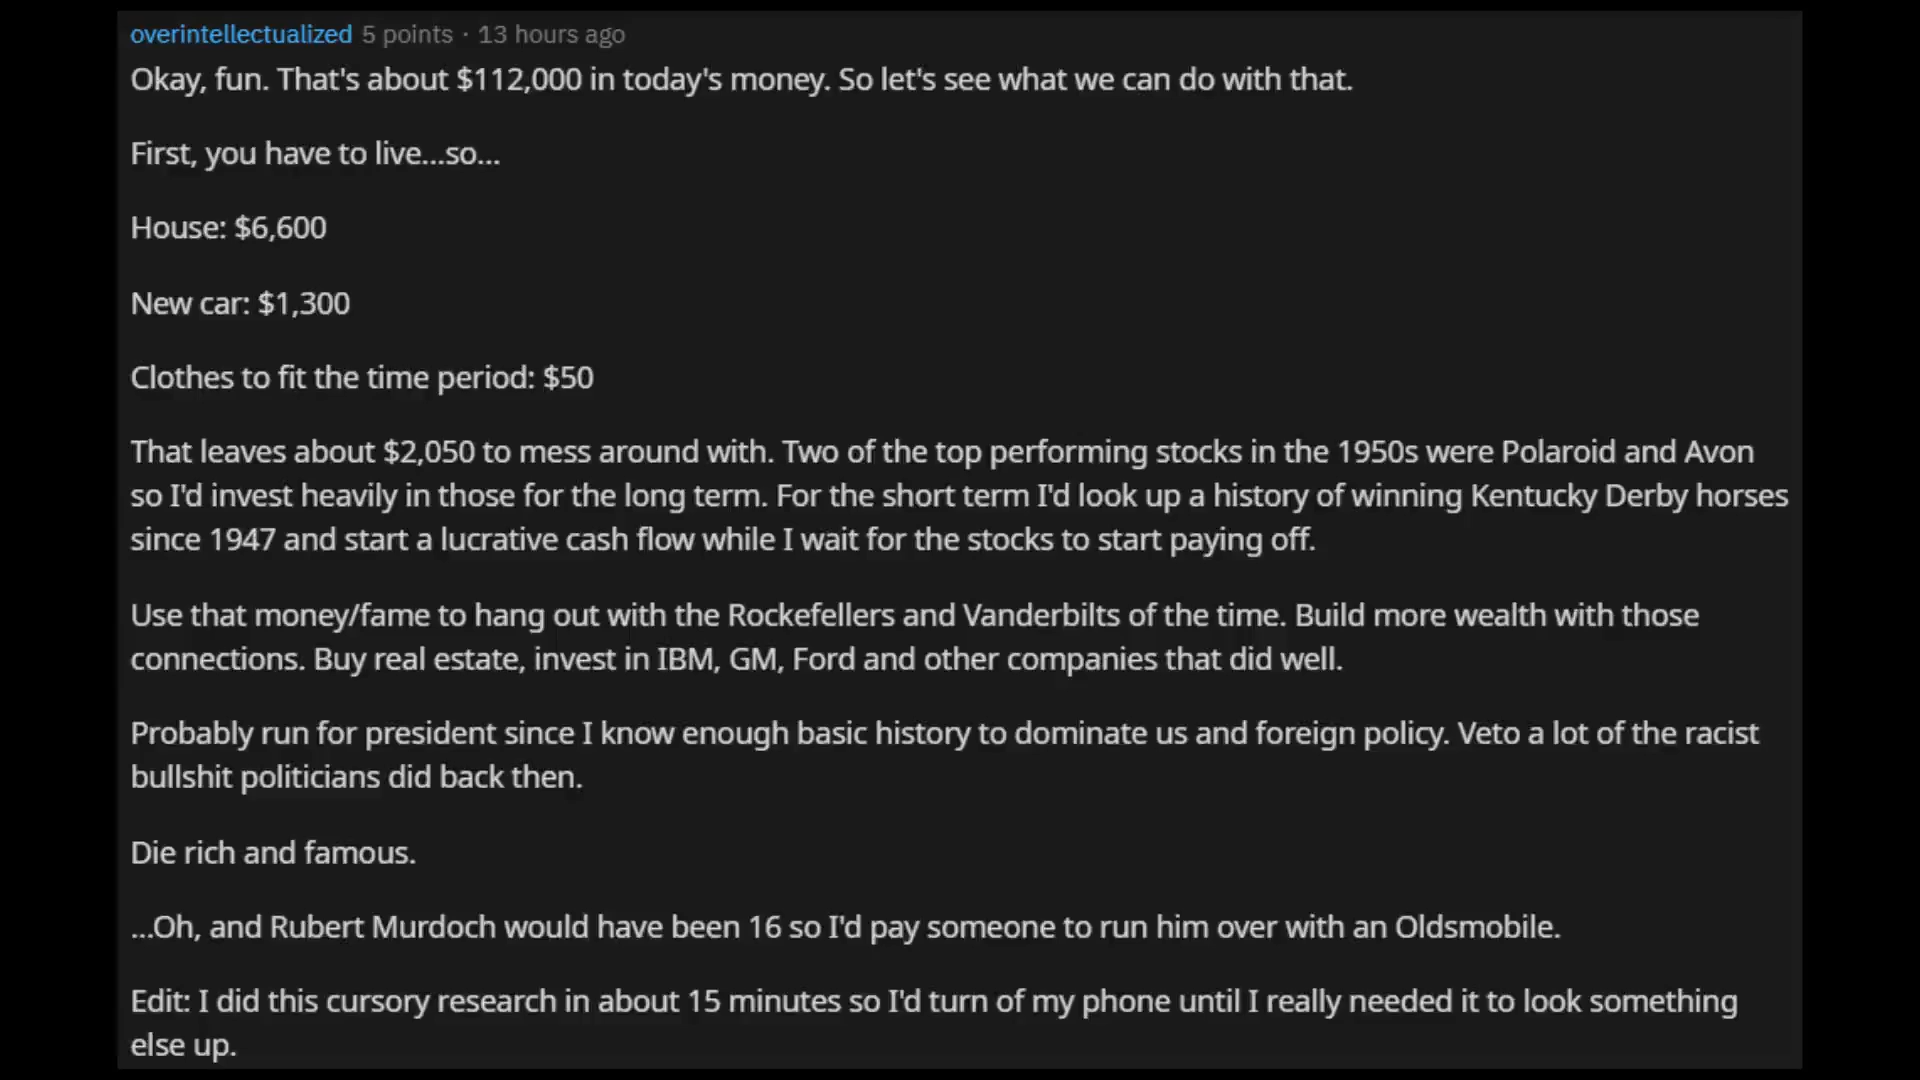 overintellectualized 5 points · 13 hours ago
Okay, fun. That's about $112,000 in today's money. So let's see what we can do with that.
First, you have to live...so...
House: $6,600
New car: $1,300
Clothes to fit the time period: $50
That leaves about $2,050 to mess around with. Two of the top performing stocks in the 1950s were Polaroid and Avon
so I'd invest heavily in those for the long term. For the short term I'd look up a history of winning Kentucky Derby horses
since 1947 and start a lucrative cash flow while I wait for the stocks to start paying off.
Use that money/fame to hang out with the Rockefellers and Vanderbilts of the time. Build more wealth with those
connections. Buy real estate, invest in IBM, GM, Ford and other companies that did well.
Probably run for president since I know enough basic history to dominate us and foreign policy. Veto a lot of the racist
bullshit politicians did back then.
Die rich and famous.
...Oh, and Rubert Murdoch would have been 16 so I'd pay someone to run him over with an Oldsmobile.
Edit: I did this cursory research in about 15 minutes so I'd turn of my phone until I really needed it to look something
else up.